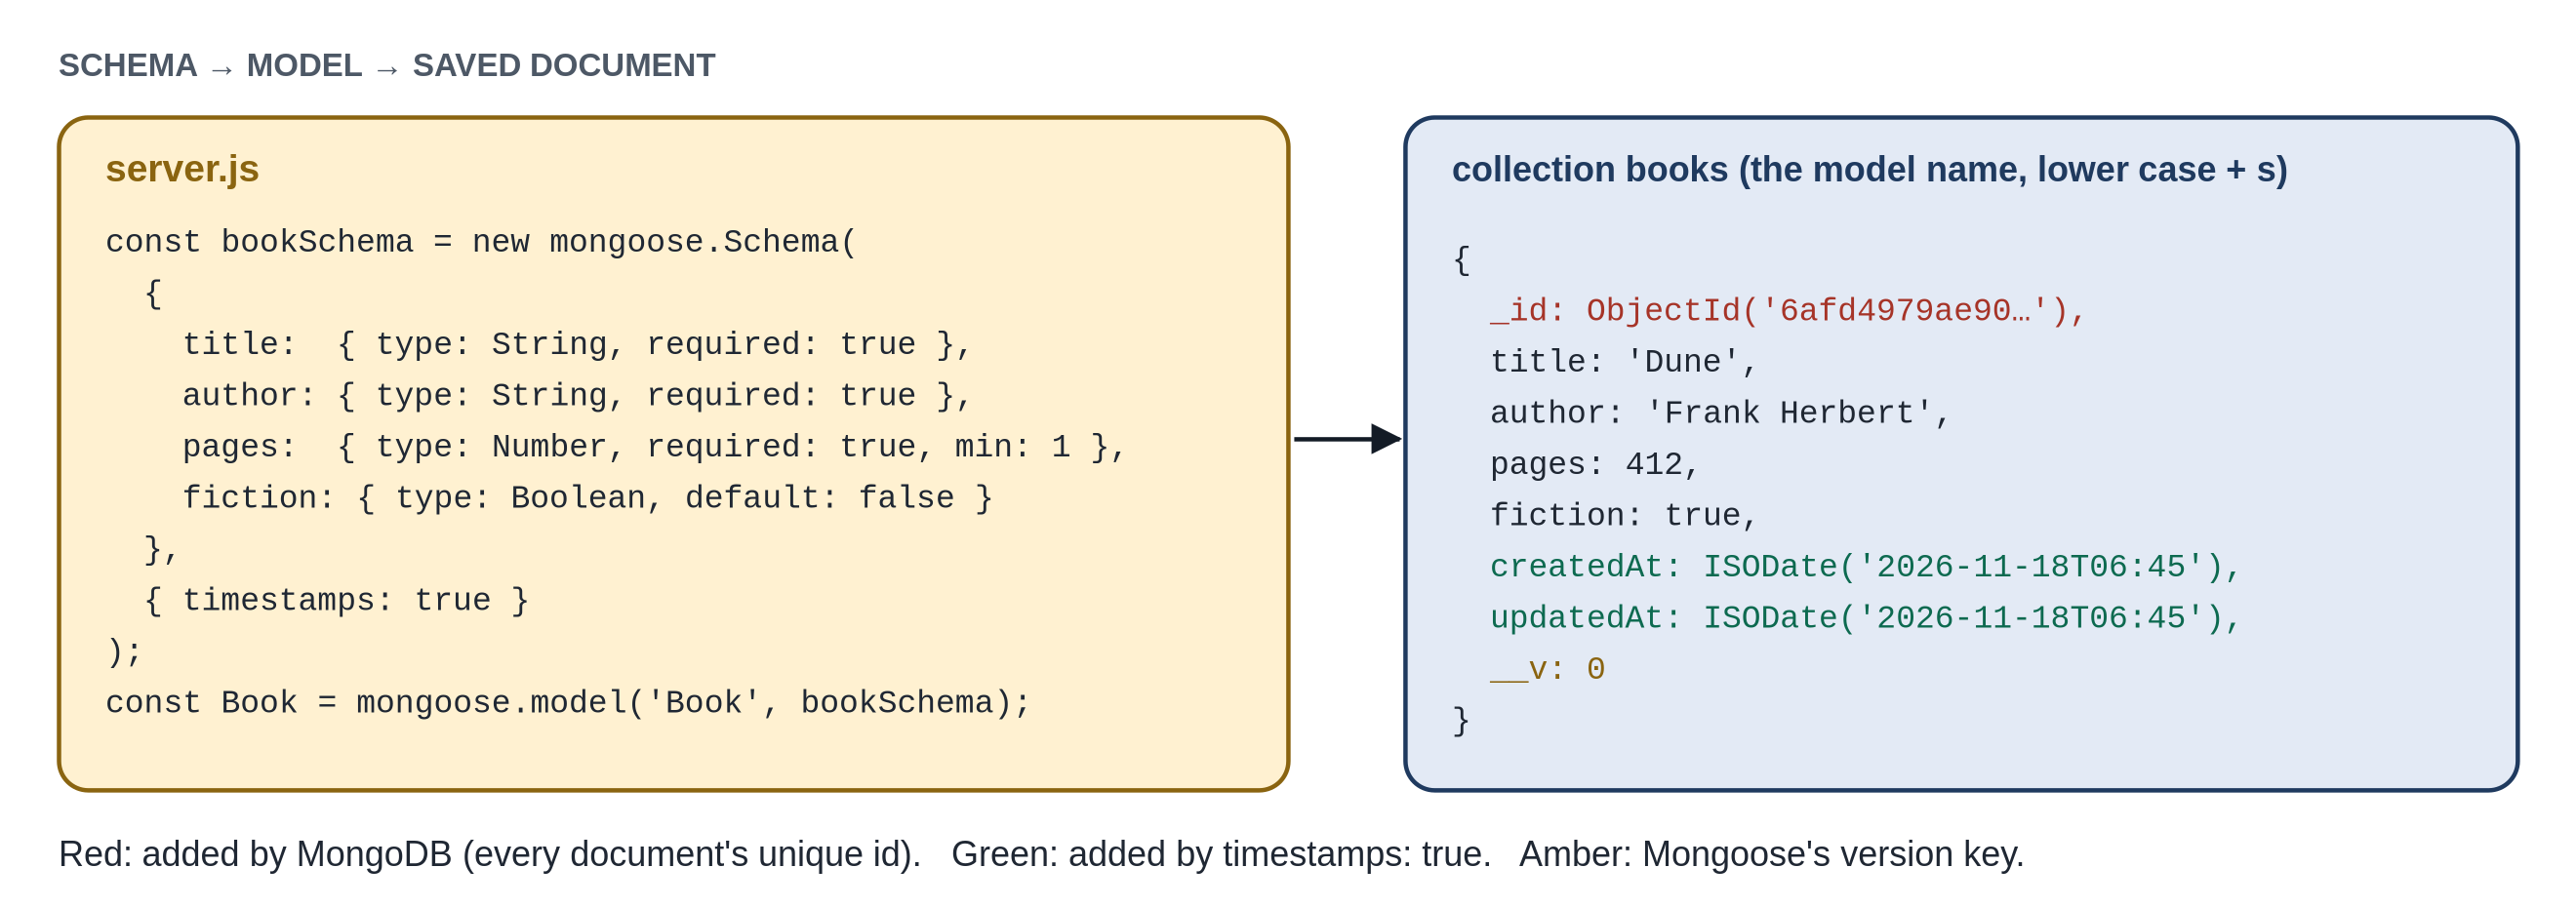 SCHEMA → MODEL → SAVED DOCUMENT
server.js
const bookSchema = new mongoose.Schema(
  {
    title:  { type: String, required: true },
    author: { type: String, required: true },
    pages:  { type: Number, required: true, min: 1 },
    fiction: { type: Boolean, default: false }
  },
  { timestamps: true }
);
const Book = mongoose.model('Book', bookSchema);
collection books (the model name, lower case + s)
{
  _id: ObjectId('6afd4979ae90…'),
  title: 'Dune',
  author: 'Frank Herbert',
  pages: 412,
  fiction: true,
  createdAt: ISODate('2026-11-18T06:45'),
  updatedAt: ISODate('2026-11-18T06:45'),
  __v: 0
}
Red: added by MongoDB (every document's unique id).   Green: added by timestamps: true.   Amber: Mongoose's version key.